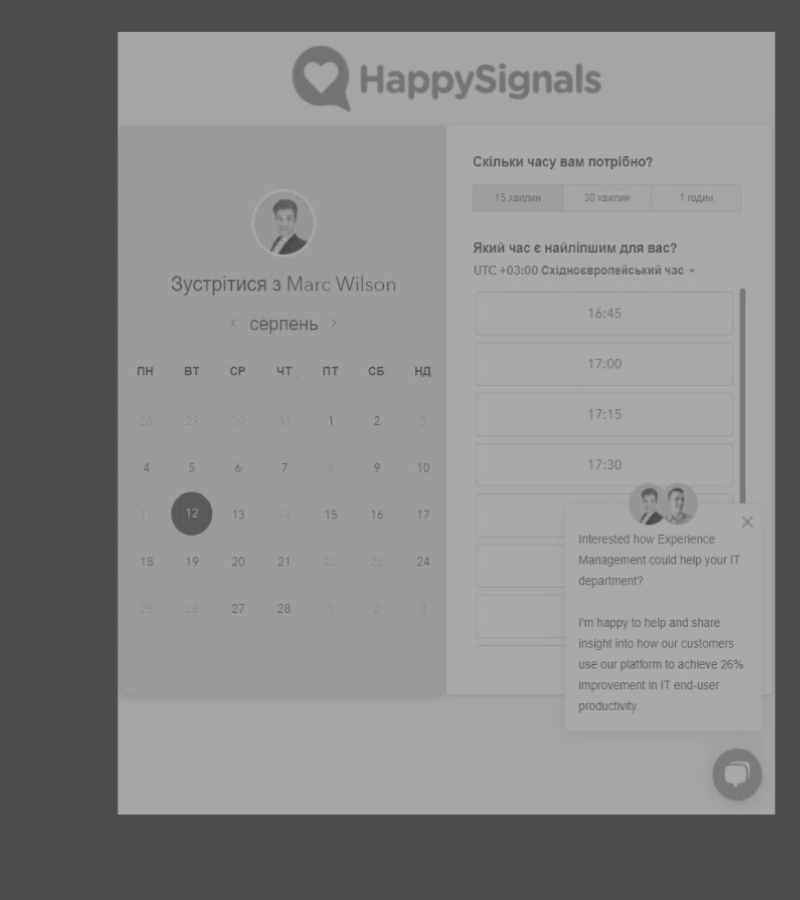 HappySignals
Зустрітися з Marc Wilson
серпень
ПН ВТ СР ЧТ ПТ СБ НД
28 29 30 31 1 2 3
4 5 6 7 8 9 10
11 12 13 14 15 16 17
18 19 20 21 22 23 24
25 26 27 28 1 2 3
Скільки часу вам потрібно?
15 хвилин 30 хвилин 1 годин
Який час є найліпшим для вас?
UTC +03:00 Східноєвропейський час
16:45
17:00
17:15
17:30
Interested how Experience
Management could help your IT
department?
I'm happy to help and share
insight into how our customers
use our platform to achieve 26%
improvement in IT end-user
productivity.